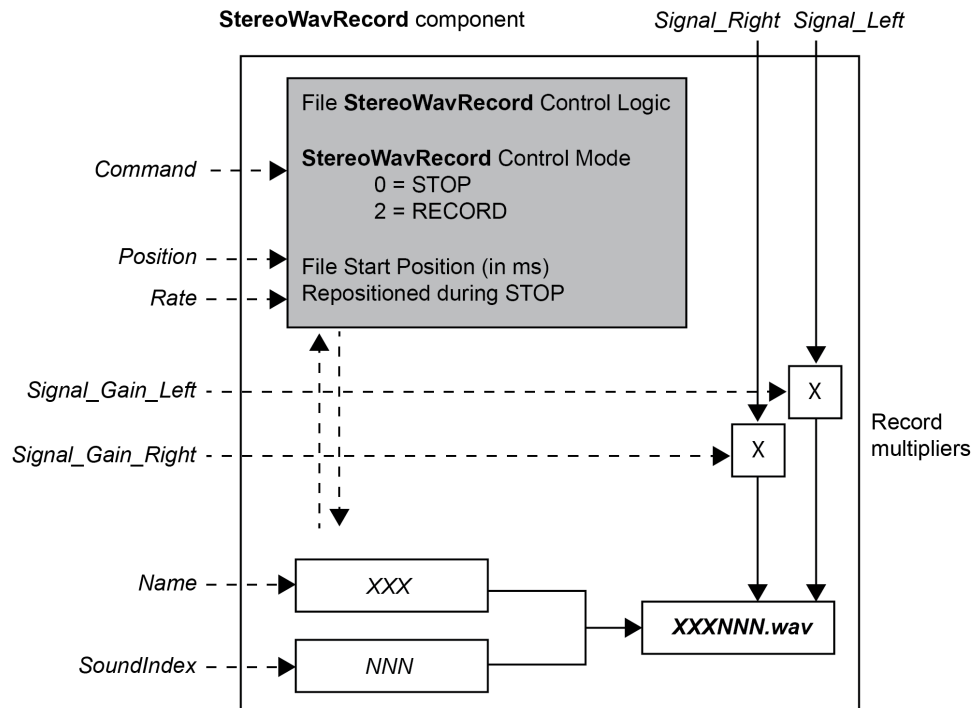 StereoWavRecord component
Signal_Right
Signal_Left
File StereoWavRecord Control Logic
StereoWavRecord Control Mode
0 = STOP
2 = RECORD
File Start Position (in ms)
Repositioned during STOP
Command
Position
Rate
Signal_Gain_Left
X
Signal_Gain_Right
X
Record
multipliers
Name
XXX
XXXNNN.wav
SoundIndex
NNN